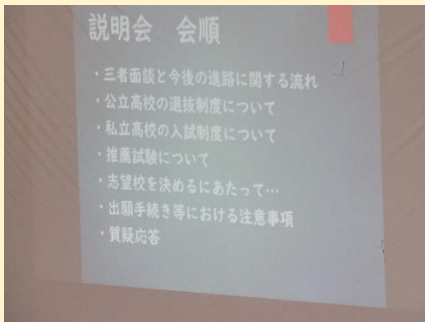 説明会　会順
・三者面談と今後の進路に関する流れ
・公立高校の選抜制度について
・私立高校の入試制度について
・推薦試験について
・志望校を決めるにあたって…
・出願手続き等における注意事項
・質疑応答